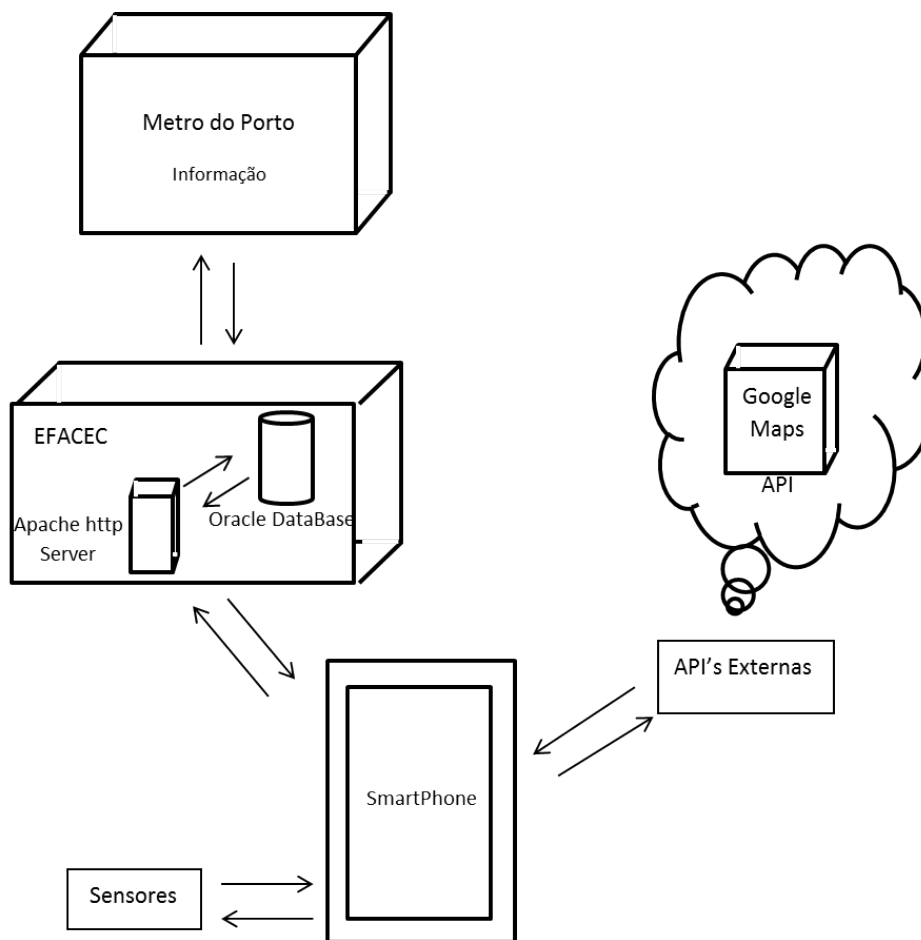 Metro do Porto
Informação
EFACEC
Apache http
Server
Oracle DataBase
Google
Maps
API
API's Externas
SmartPhone
Sensores